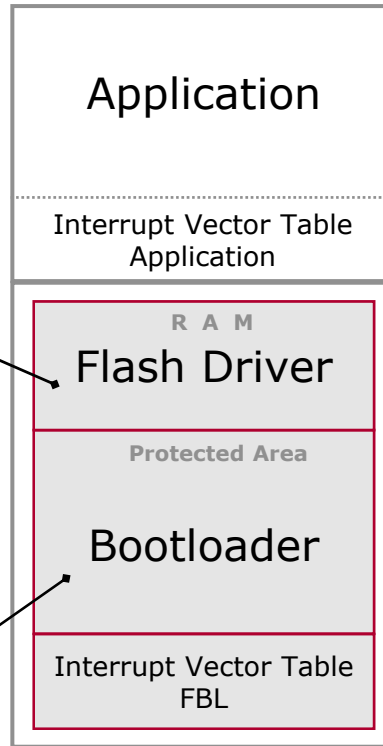 Application
Interrupt Vector Table
Application
R A M
Flash Driver
Protected Area
Bootloader
Interrupt Vector Table
FBL